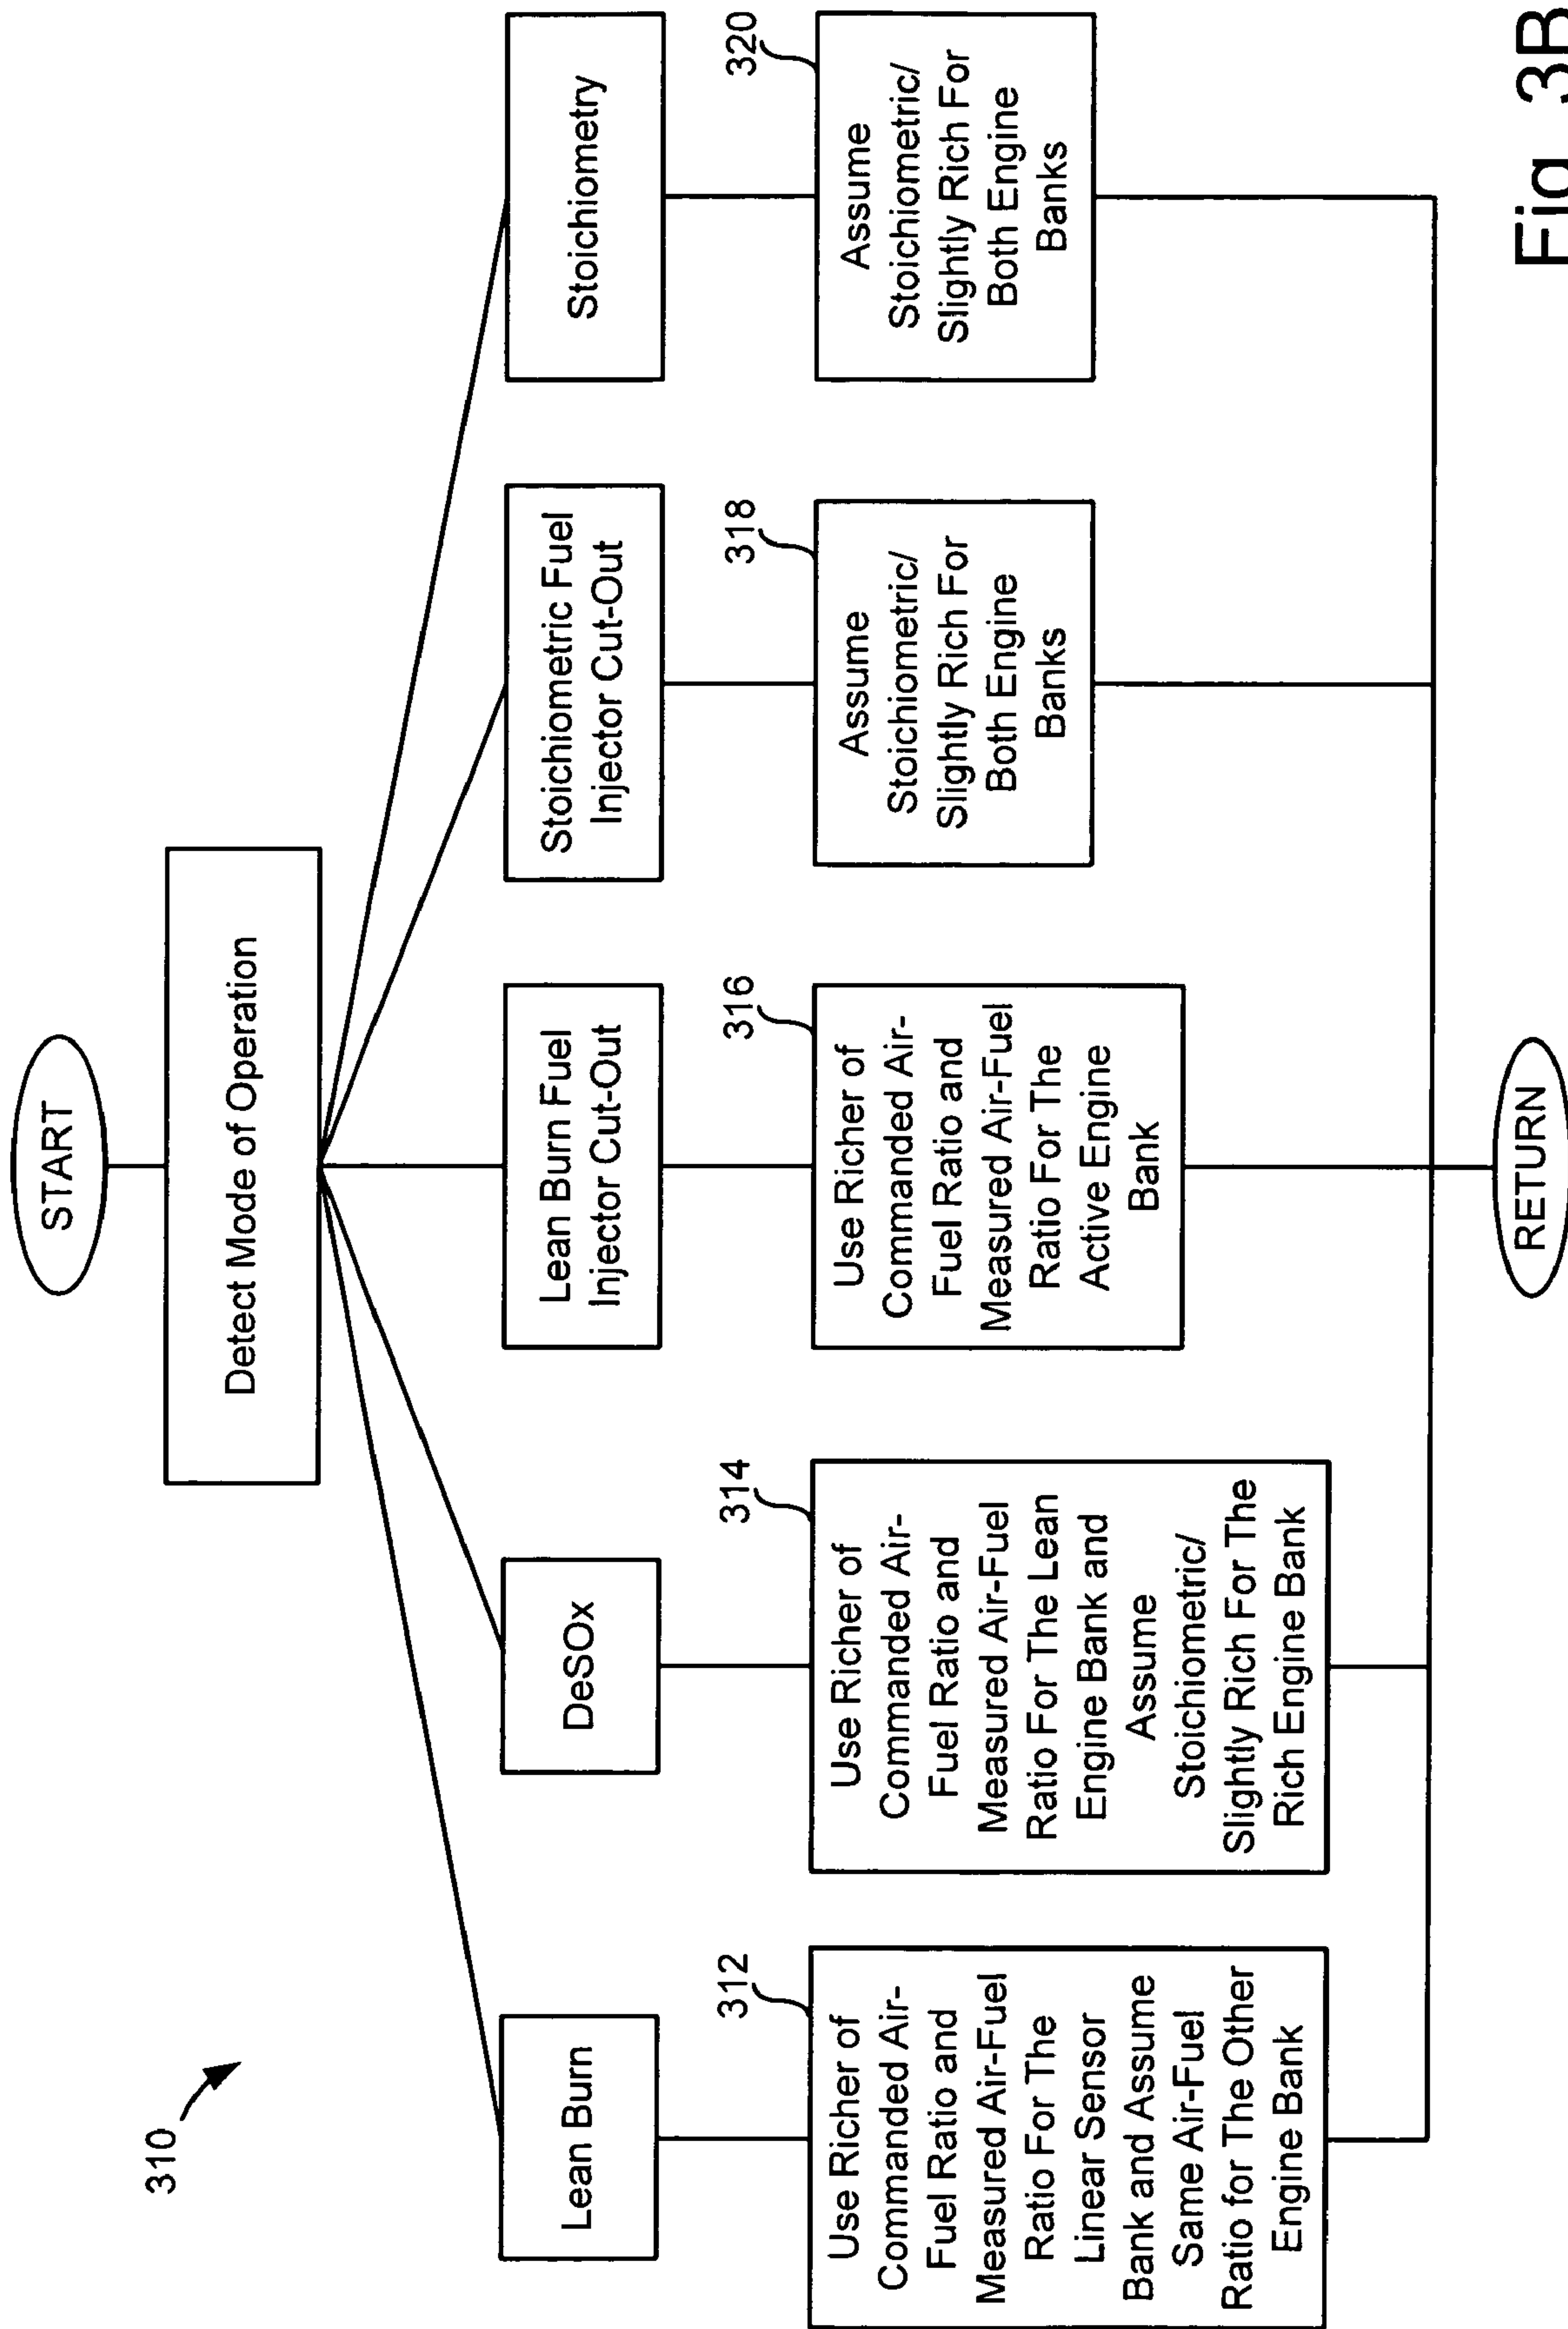 310
START
Detect Mode of Operation
Lean Burn
DeSOx
Lean Burn Fuel
Injector Cut-Out
Stoichiometric Fuel
Injector Cut-Out
Stoichiometry
312
Use Richer of
Commanded Air-
Fuel Ratio and
Measured Air-Fuel
Ratio For The
Linear Sensor
Bank and Assume
Same Air-Fuel
Ratio for The Other
Engine Bank
314
Use Richer of
Commanded Air-
Fuel Ratio and
Measured Air-Fuel
Ratio For The Lean
Engine Bank and
Assume
Stoichiometric/
Slightly Rich For The
Rich Engine Bank
316
Use Richer of
Commanded Air-
Fuel Ratio and
Measured Air-Fuel
Ratio For The
Active Engine
Bank
318
Assume
Stoichiometric/
Slightly Rich For
Both Engine
Banks
320
Assume
Stoichiometric/
Slightly Rich For
Both Engine
Banks
RETURN
Fig. 3B